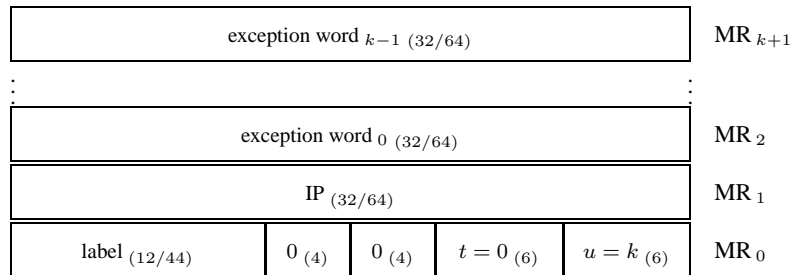 exception word k−1 (32/64) MR k+1
⋮ ⋮
exception word 0 (32/64) MR 2
IP (32/64) MR 1
label (12/44) 0 (4) 0 (4) t = 0 (6) u = k (6) MR 0